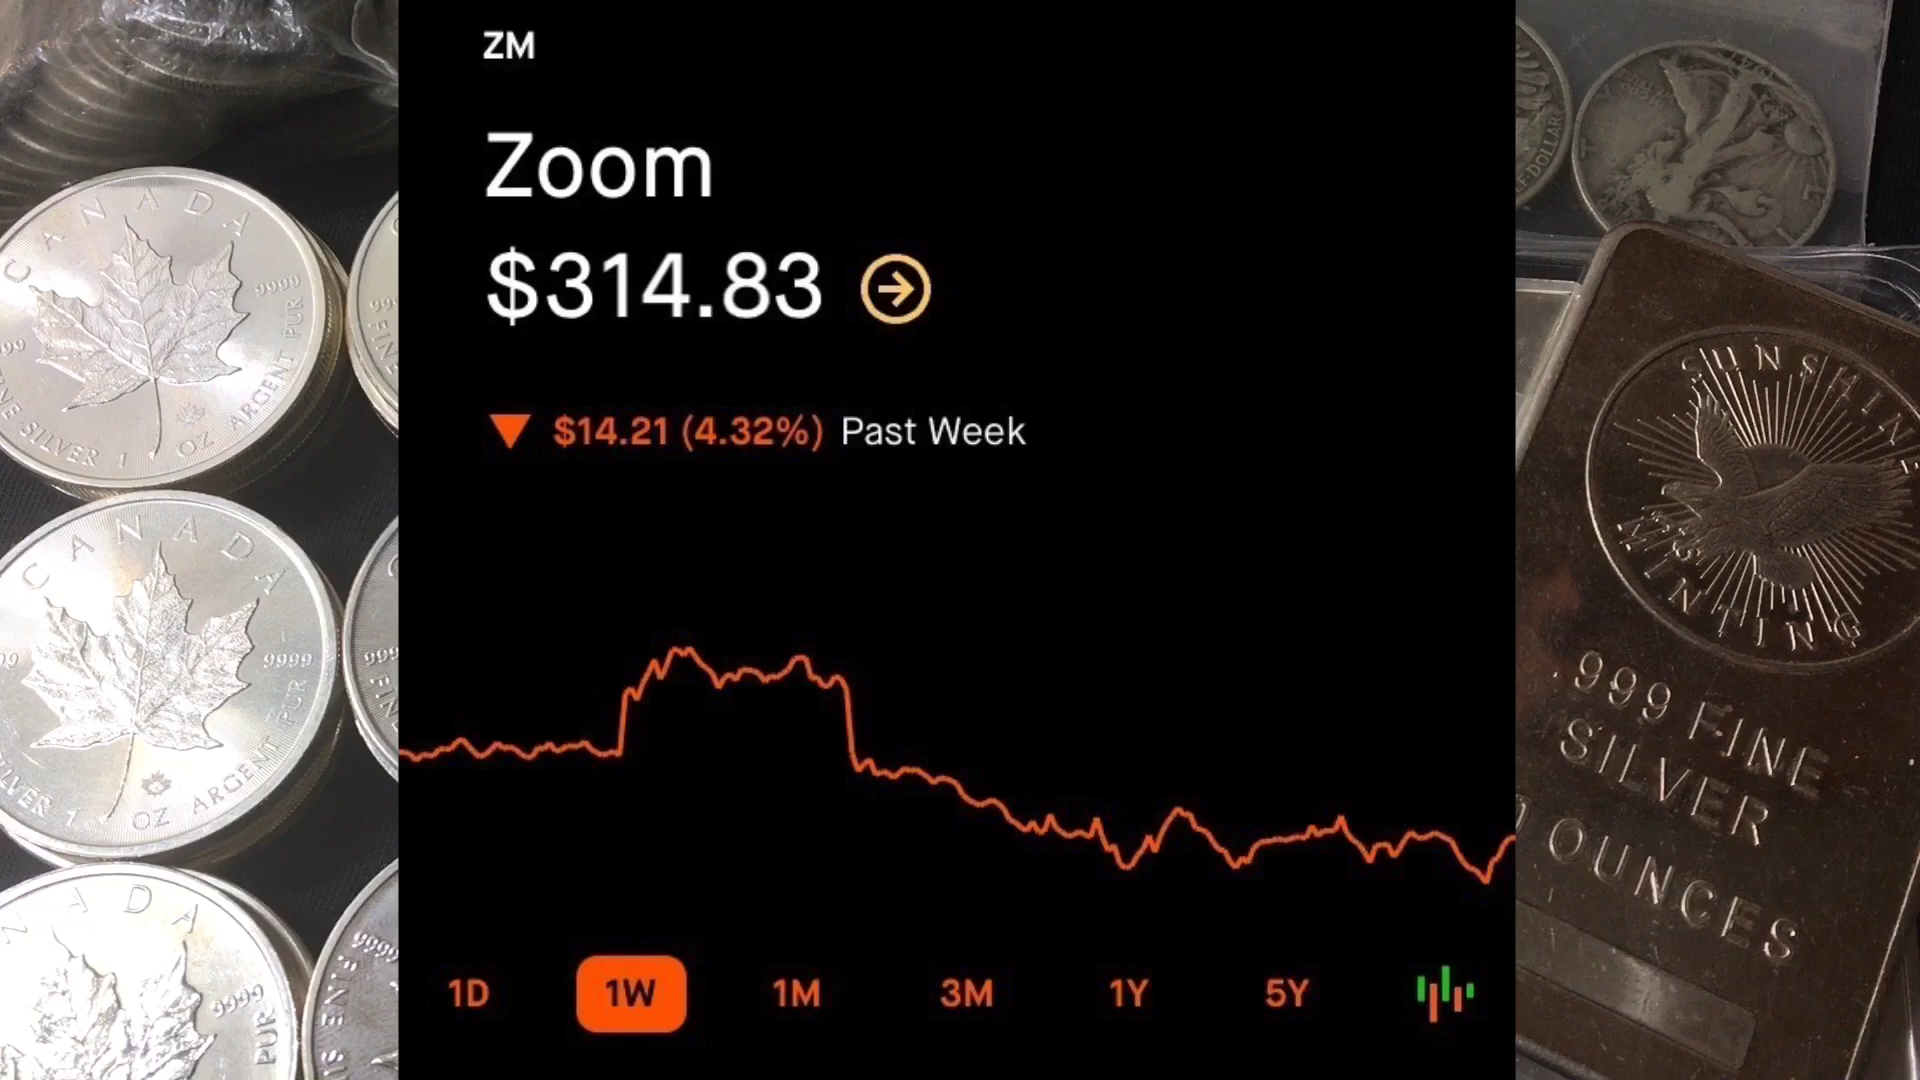 ZM
Zoom
$314.83
$14.21 (4.32%) Past Week
1D 1W 1M 3M 1Y 5Y
CANADA
9999
FINE SILVER 1 OZ ARGENT PUR
CANADA
9999
SILVER 1 OZ ARGENT PUR
CANADA
9999
PUR
9999
DOLLAR
SUNSHINE
MINTING
999 FINE
SILVER
OUNCES